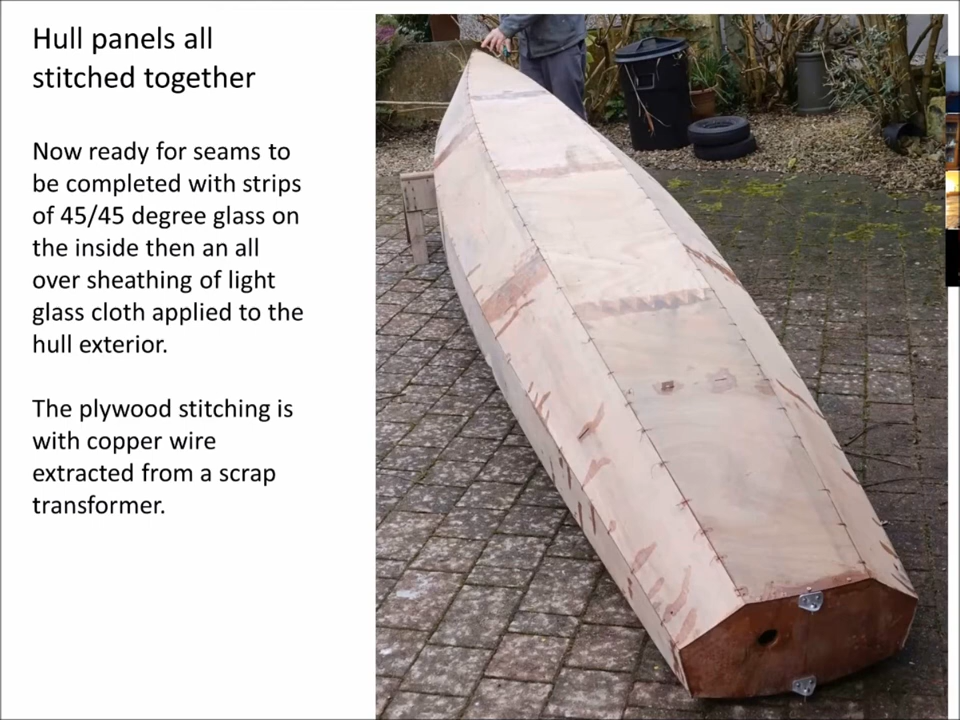 Hull panels all
stitched together
Now ready for seams to
be completed with strips
of 45/45 degree glass on
the inside then an all
over sheathing of light
glass cloth applied to the
hull exterior.
The plywood stitching is
with copper wire
extracted from a scrap
transformer.